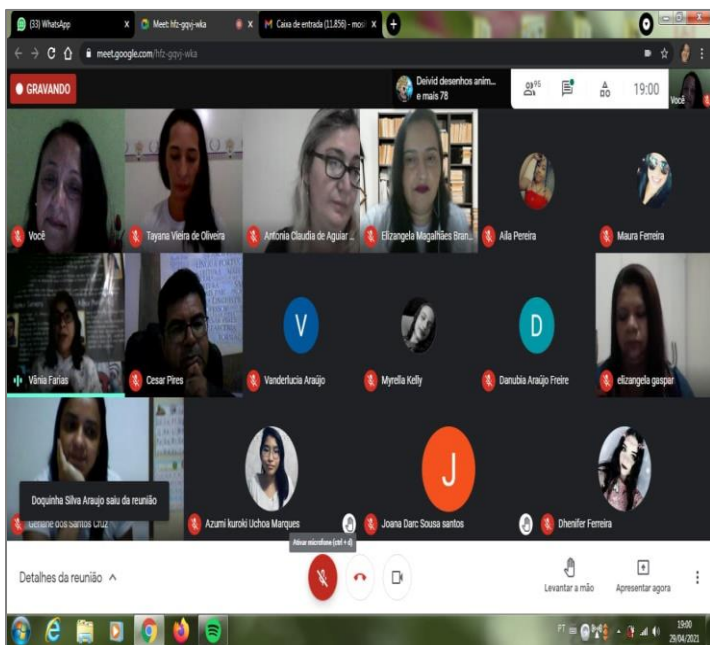 (33) WhatsApp
Meet: hfz-gqvj-wka
Caixa de entrada (11.856) - mos
meet.google.com/hfz-gqvj-wka
GRAVANDO
Deivid desenhos anim...
e mais 78
95
19:00
Você
Você
Tayana Vieira de Oliveira
Antonia Claudia de Aguiar ...
Elizangela Magalhães Bran...
Aila Pereira
Maura Ferreira
V
D
Vânia Farias
Cesar Pires
Vanderlucia Araújo
Myrella Kelly
Danubia Araújo Freire
elizangela gaspar
J
Doquinha Silva Araujo saiu da reunião
Gerlane dos Santos Cruz
Azumi kuroki Uchoa Marques
Joana Darc Sousa santos
Dhenifer Ferreira
Ativar microfone (ctrl + d)
Detalhes da reunião
Levantar a mão
Apresentar agora
PT
19:00
29/04/2021